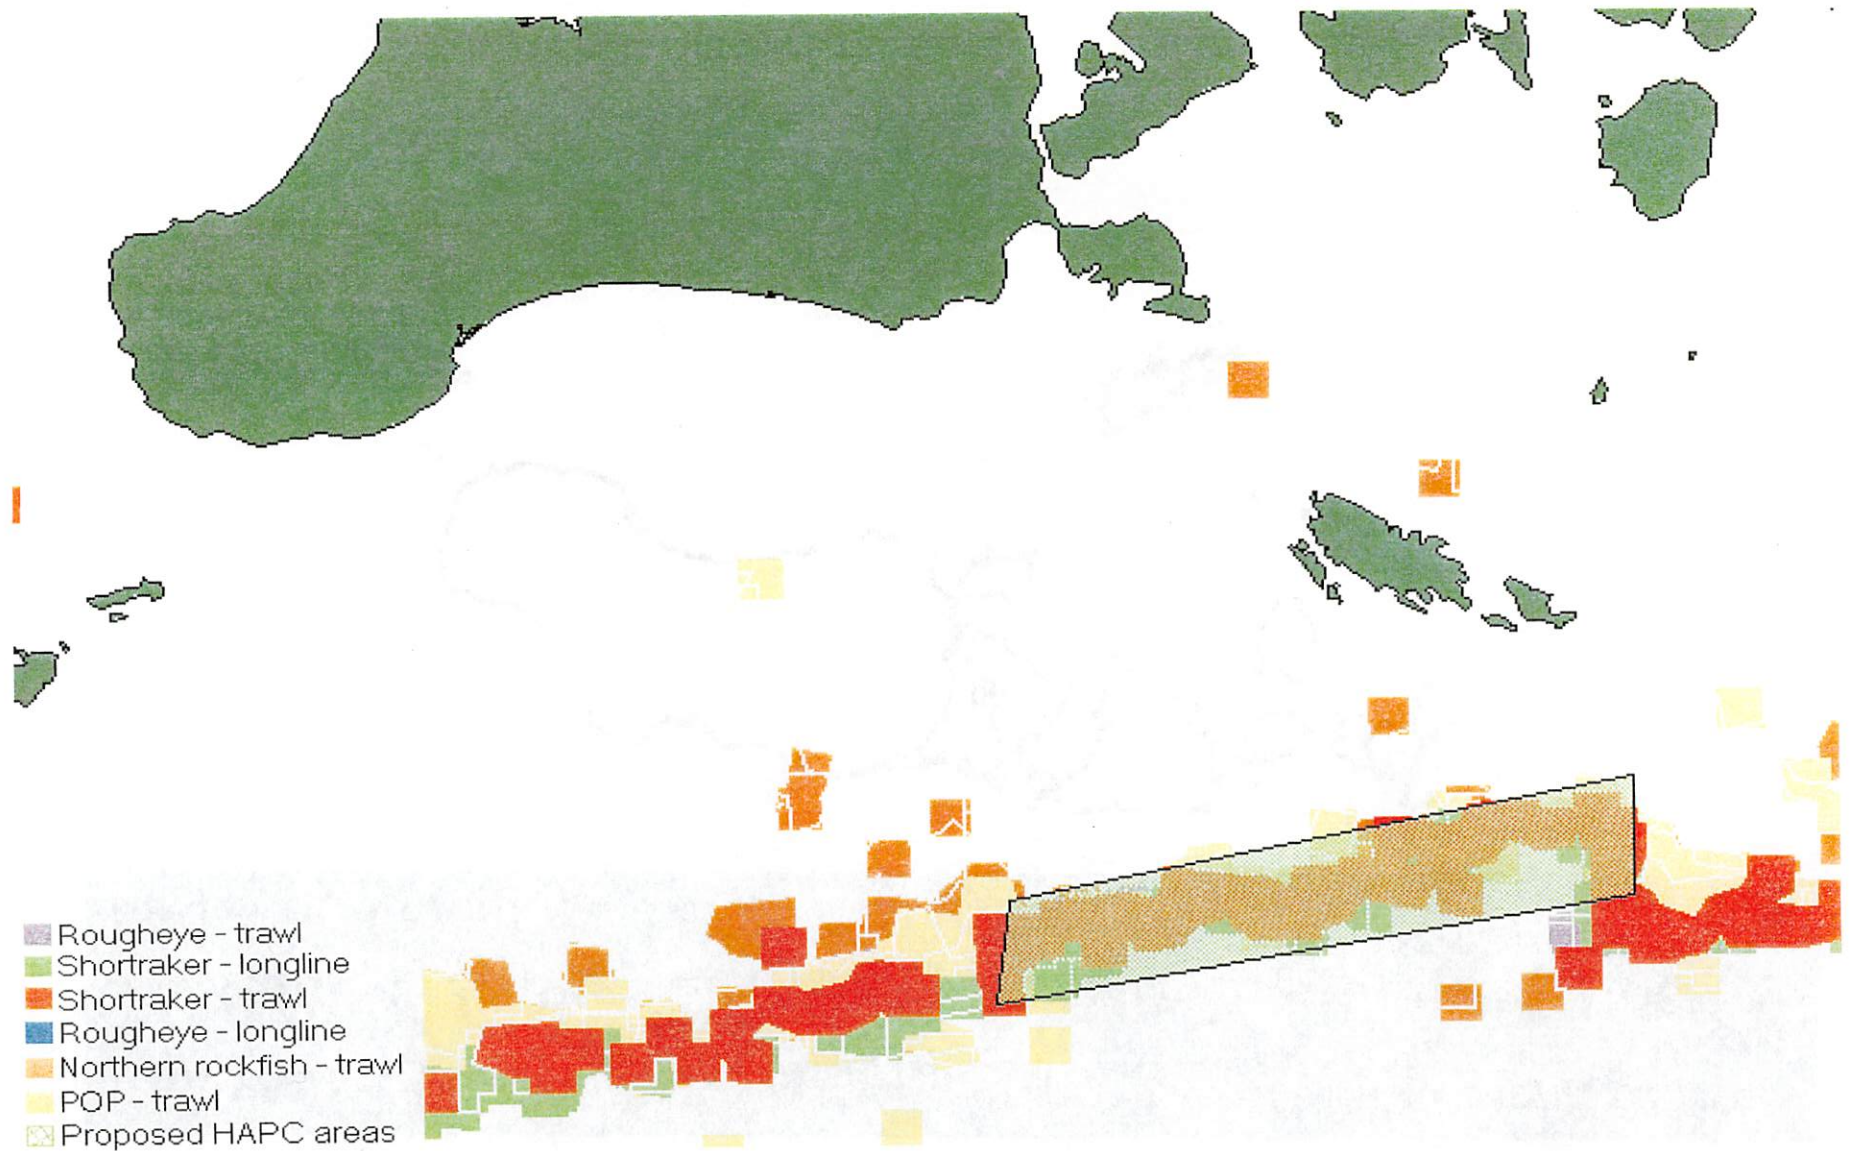 Rougheye - trawl
Shortraker - longline
Shortraker - trawl
Rougheye - longline
Northern rockfish - trawl
POP - trawl
Proposed HAPC areas